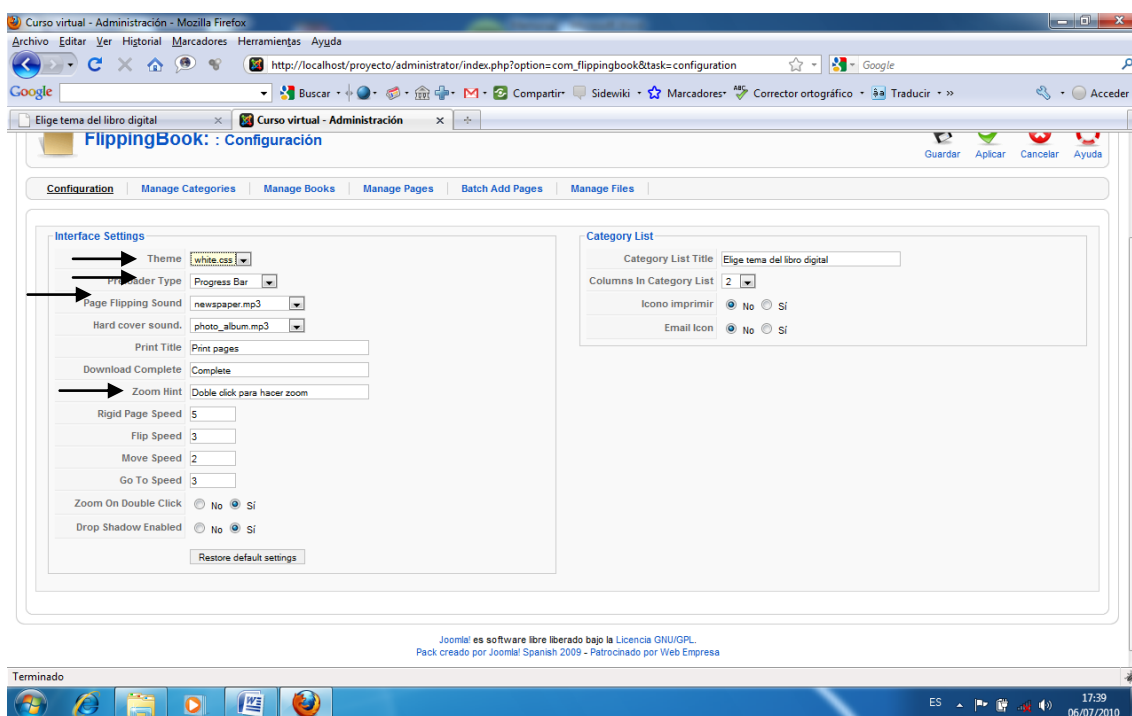 Curso virtual - Administración - Mozilla Firefox
Archivo Editar Ver Historial Marcadores Herramientas Ayuda
http://localhost/proyecto/administrator/index.php?option=com_flippingbook&task=configuration Google
Google Buscar Compartir Sidewiki Marcadores Corrector ortográfico Traducir » Acceder
Elige tema del libro digital Curso virtual - Administración
FlippingBook: : Configuración
Guardar Aplicar Cancelar Ayuda
Configuration Manage Categories Manage Books Manage Pages Batch Add Pages Manage Files
Interface Settings
Theme white.css
Type Progress Bar
Page Flipping Sound newspaper.mp3
Hard cover sound. photo_album.mp3
Print Title Print pages
Download Complete Complete
Zoom Hint Doble click para hacer zoom
Rigid Page Speed 5
Flip Speed 3
Move Speed 2
Go To Speed 3
Zoom On Double Click No Sí
Drop Shadow Enabled No Sí
Restore default settings
Category List
Category List Title Elige tema del libro digital
Columns In Category List 2
Icono imprimir No Sí
Email Icon No Sí
Joomla! es software libre liberado bajo la Licencia GNU/GPL.
Pack creado por Joomla! Spanish 2009 - Patrocinado por Web Empresa
Terminado
ES 17:39
06/07/2010